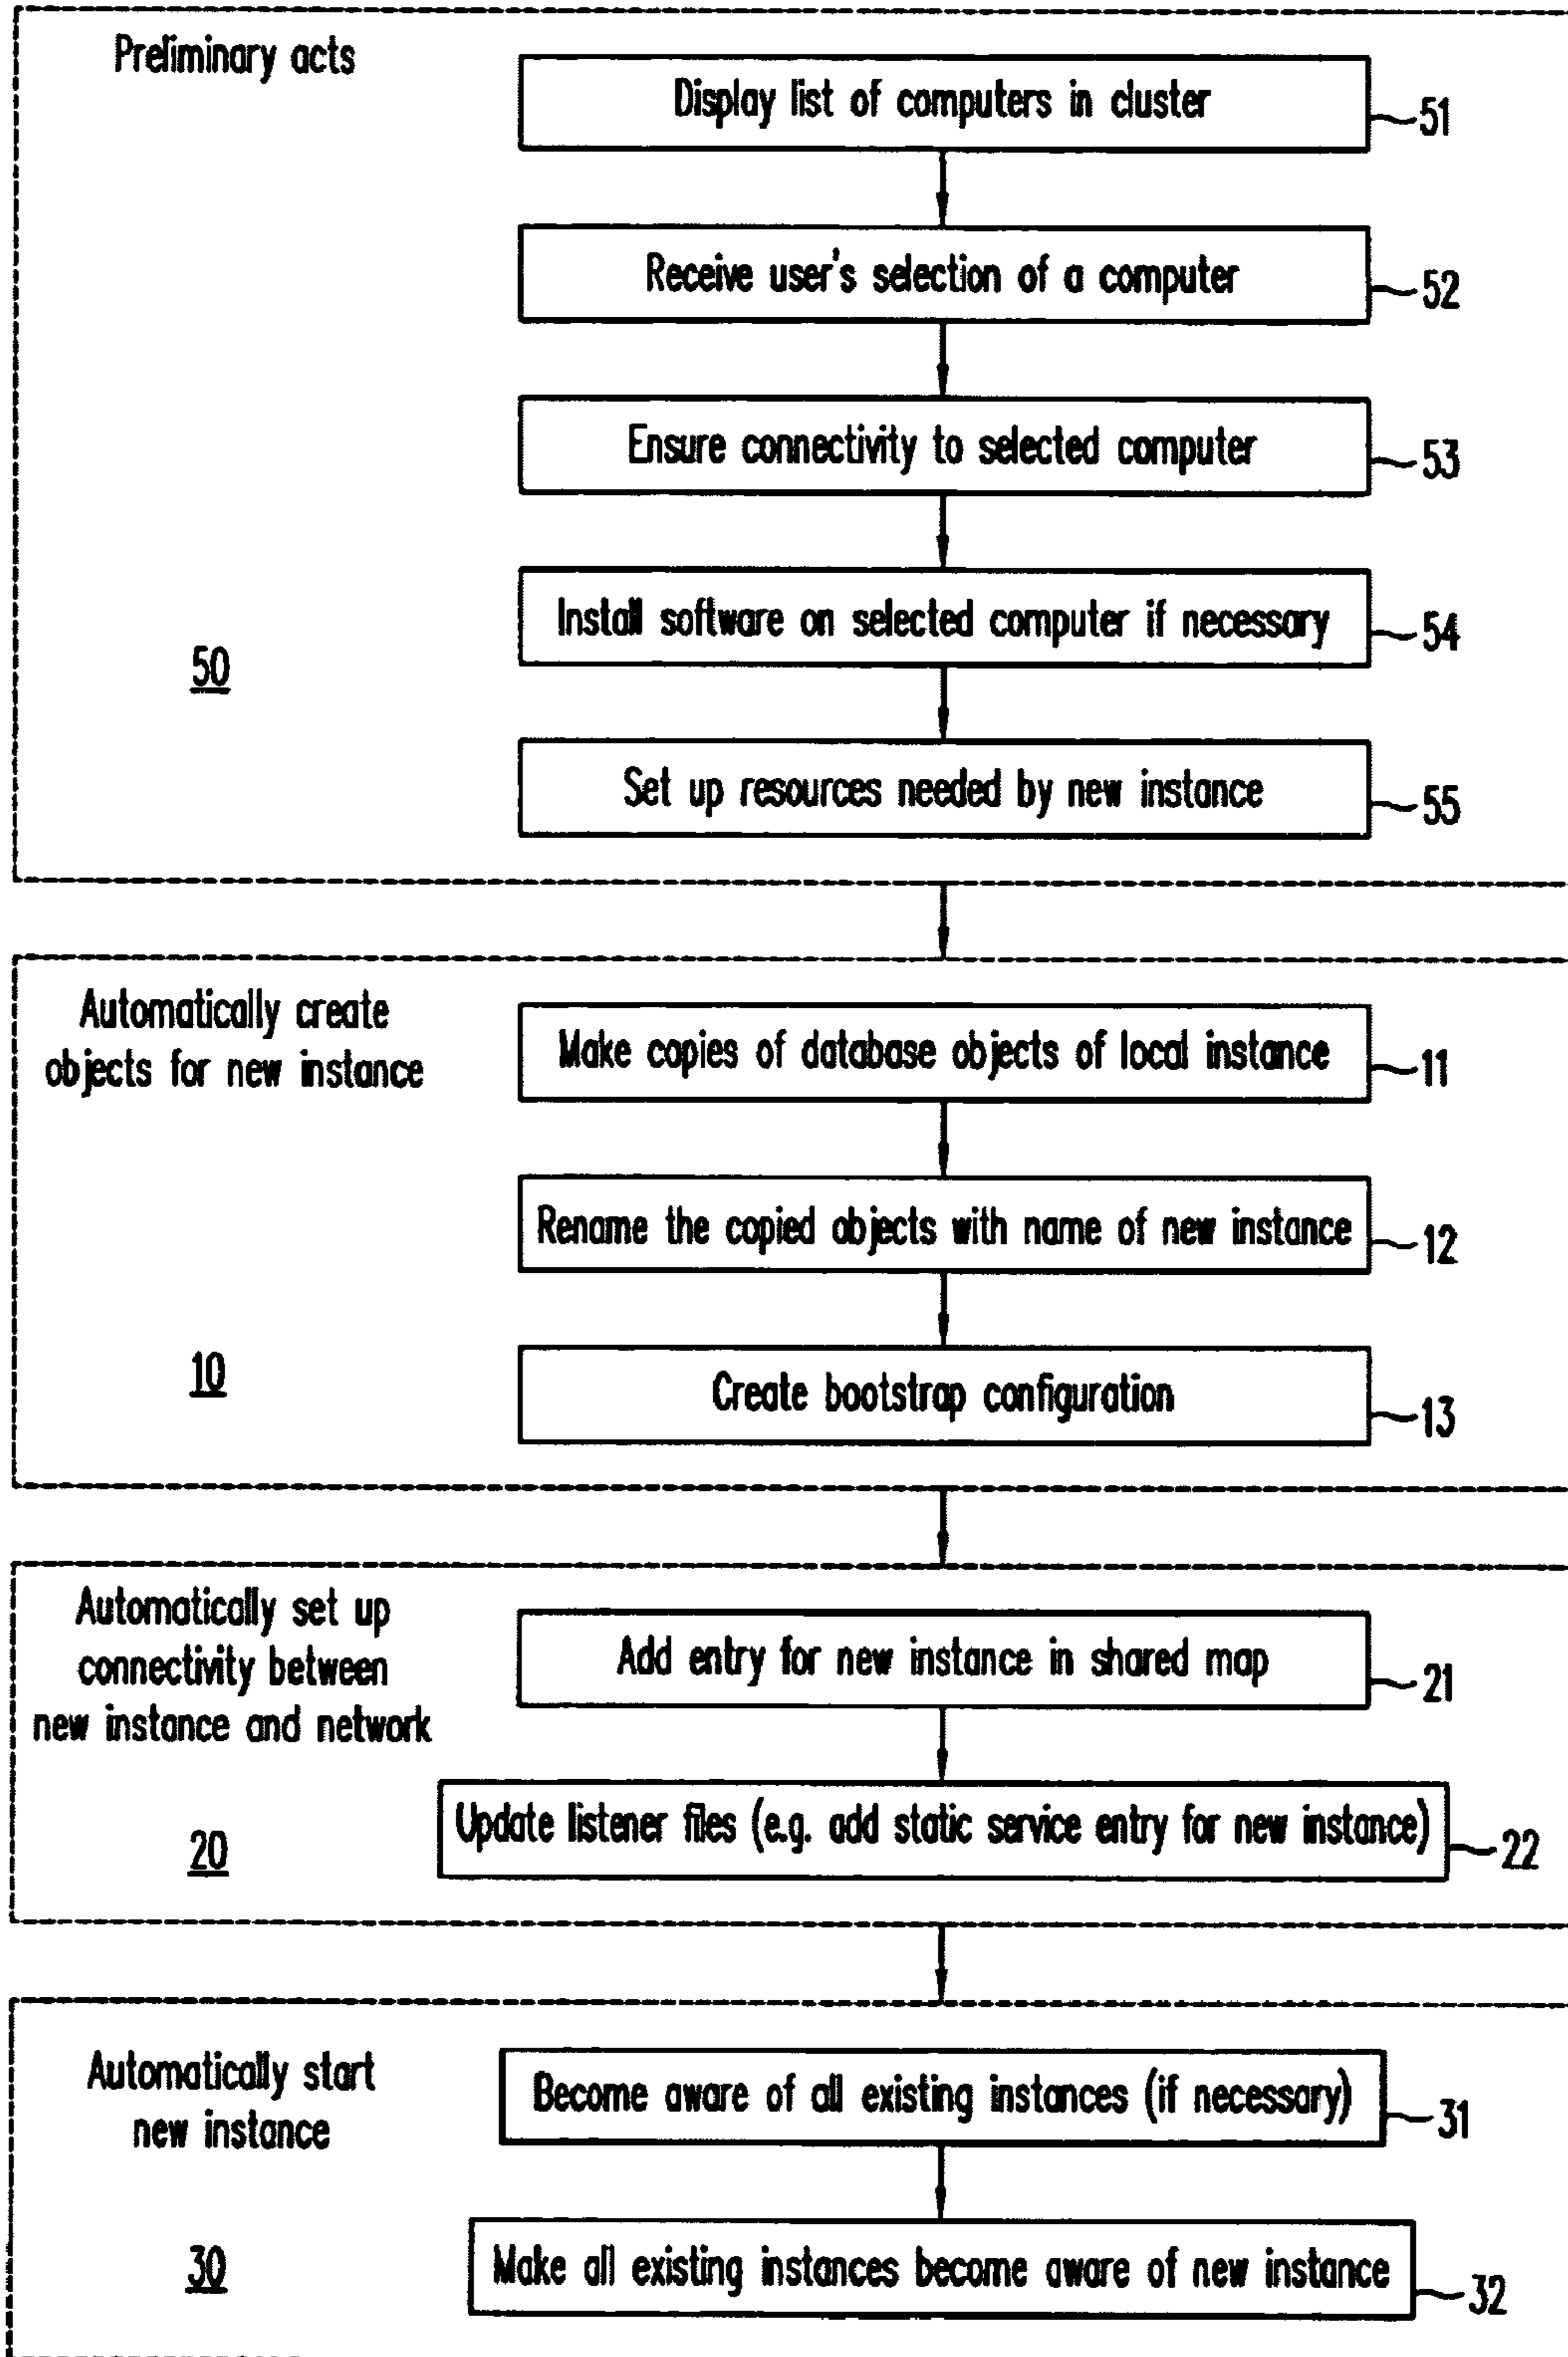 Preliminary acts
Display list of computers in cluster
51
Receive user's selection of a computer
52
Ensure connectivity to selected computer
53
Install software on selected computer if necessary
54
50
Set up resources needed by new instance
55
Automatically create
objects for new instance
Make copies of database objects of local instance
11
Rename the copied objects with name of new instance
12
10
Create bootstrap configuration
13
Automatically set up
connectivity between
new instance and network
Add entry for new instance in shared map
21
20
Update listener files (e.g. add static service entry for new instance)
22
Automatically start
new instance
Become aware of all existing instances (if necessary)
31
30
Make all existing instances become aware of new instance
32